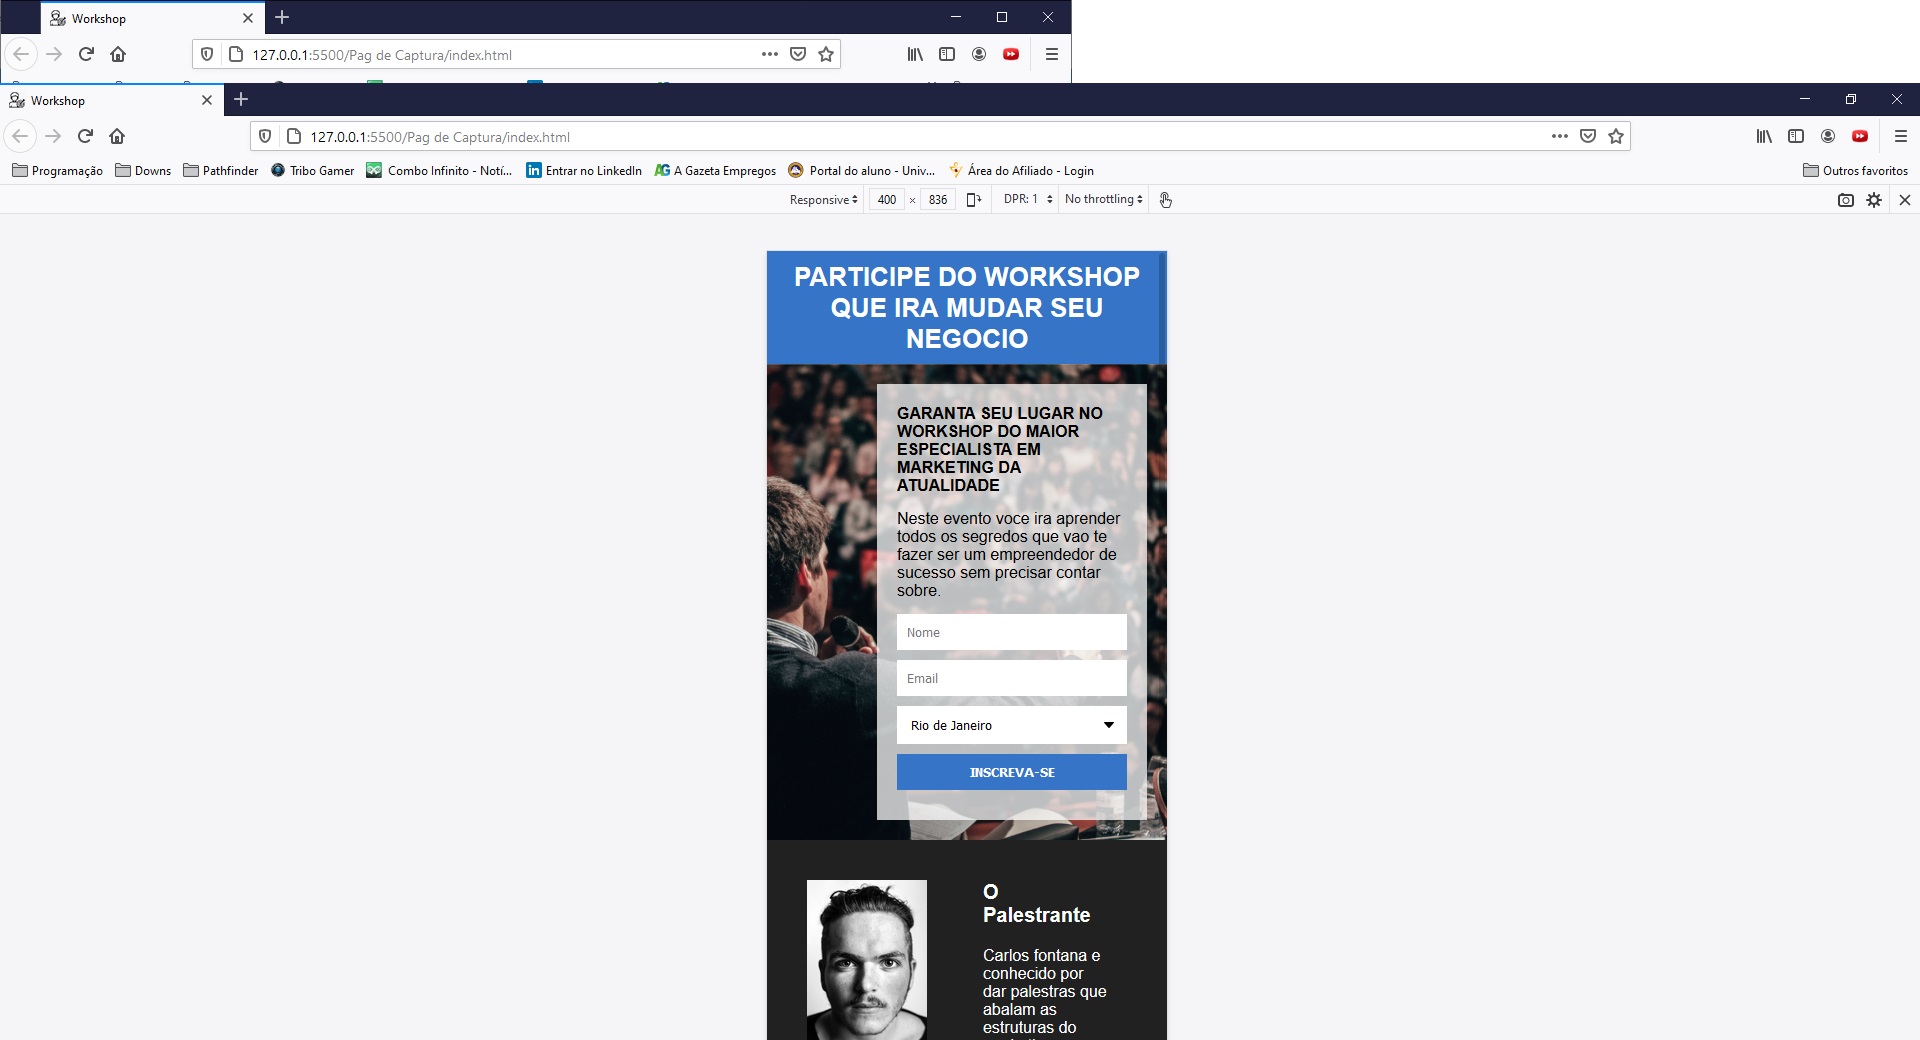 Workshop
127.0.0.1:5500/Pag de Captura/index.html
Workshop
127.0.0.1:5500/Pag de Captura/index.html
Programação Downs Pathfinder Tribo Gamer Combo Infinito - Notí... Entrar no LinkedIn A Gazeta Empregos Portal do aluno - Univ... Área do Afiliado - Login Outros favoritos
Responsive 400 × 836 DPR: 1 No throttling
PARTICIPE DO WORKSHOP
QUE IRA MUDAR SEU
NEGOCIO
GARANTA SEU LUGAR NO
WORKSHOP DO MAIOR
ESPECIALISTA EM
MARKETING DA
ATUALIDADE
Neste evento voce ira aprender
todos os segredos que vao te
fazer ser um empreendedor de
sucesso sem precisar contar
sobre.
Nome
Email
Rio de Janeiro
INSCREVA-SE
O
Palestrante
Carlos fontana e
conhecido por
dar palestras que
abalam as
estruturas do